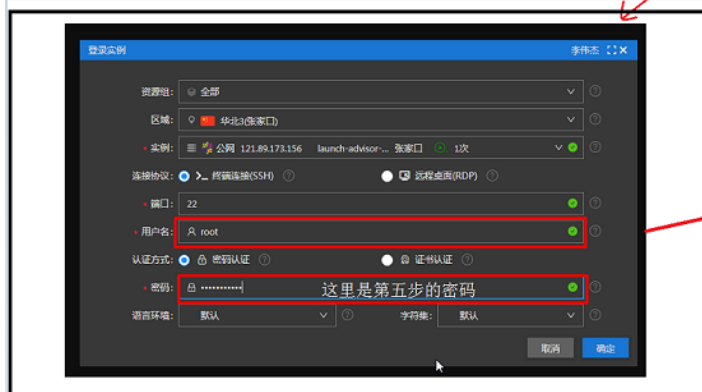 登录实例 李伟杰
资源组: 全部
区域: 华北3(张家口)
* 实例: 公网 121.89.173.156 launch-advisor-... 张家口 1次
连接协议: >_ 终端连接(SSH) 远程桌面(RDP)
* 端口: 22
* 用户名: root
认证方式: 密码认证 证书认证
* 密码: ••••••••••• 这里是第五步的密码
语言环境: 默认 字符集: 默认
取消 确定